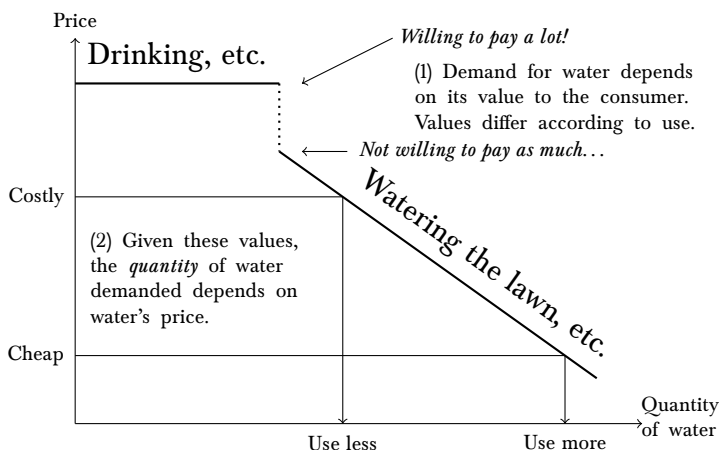 Price
Drinking, etc.
Willing to pay a lot!
(1) Demand for water depends
on its value to the consumer.
Values differ according to use.
Not willing to pay as much...
Watering the lawn, etc.
Costly
(2) Given these values,
the quantity of water
demanded depends on
water's price.
Cheap
Quantity
of water
Use less
Use more